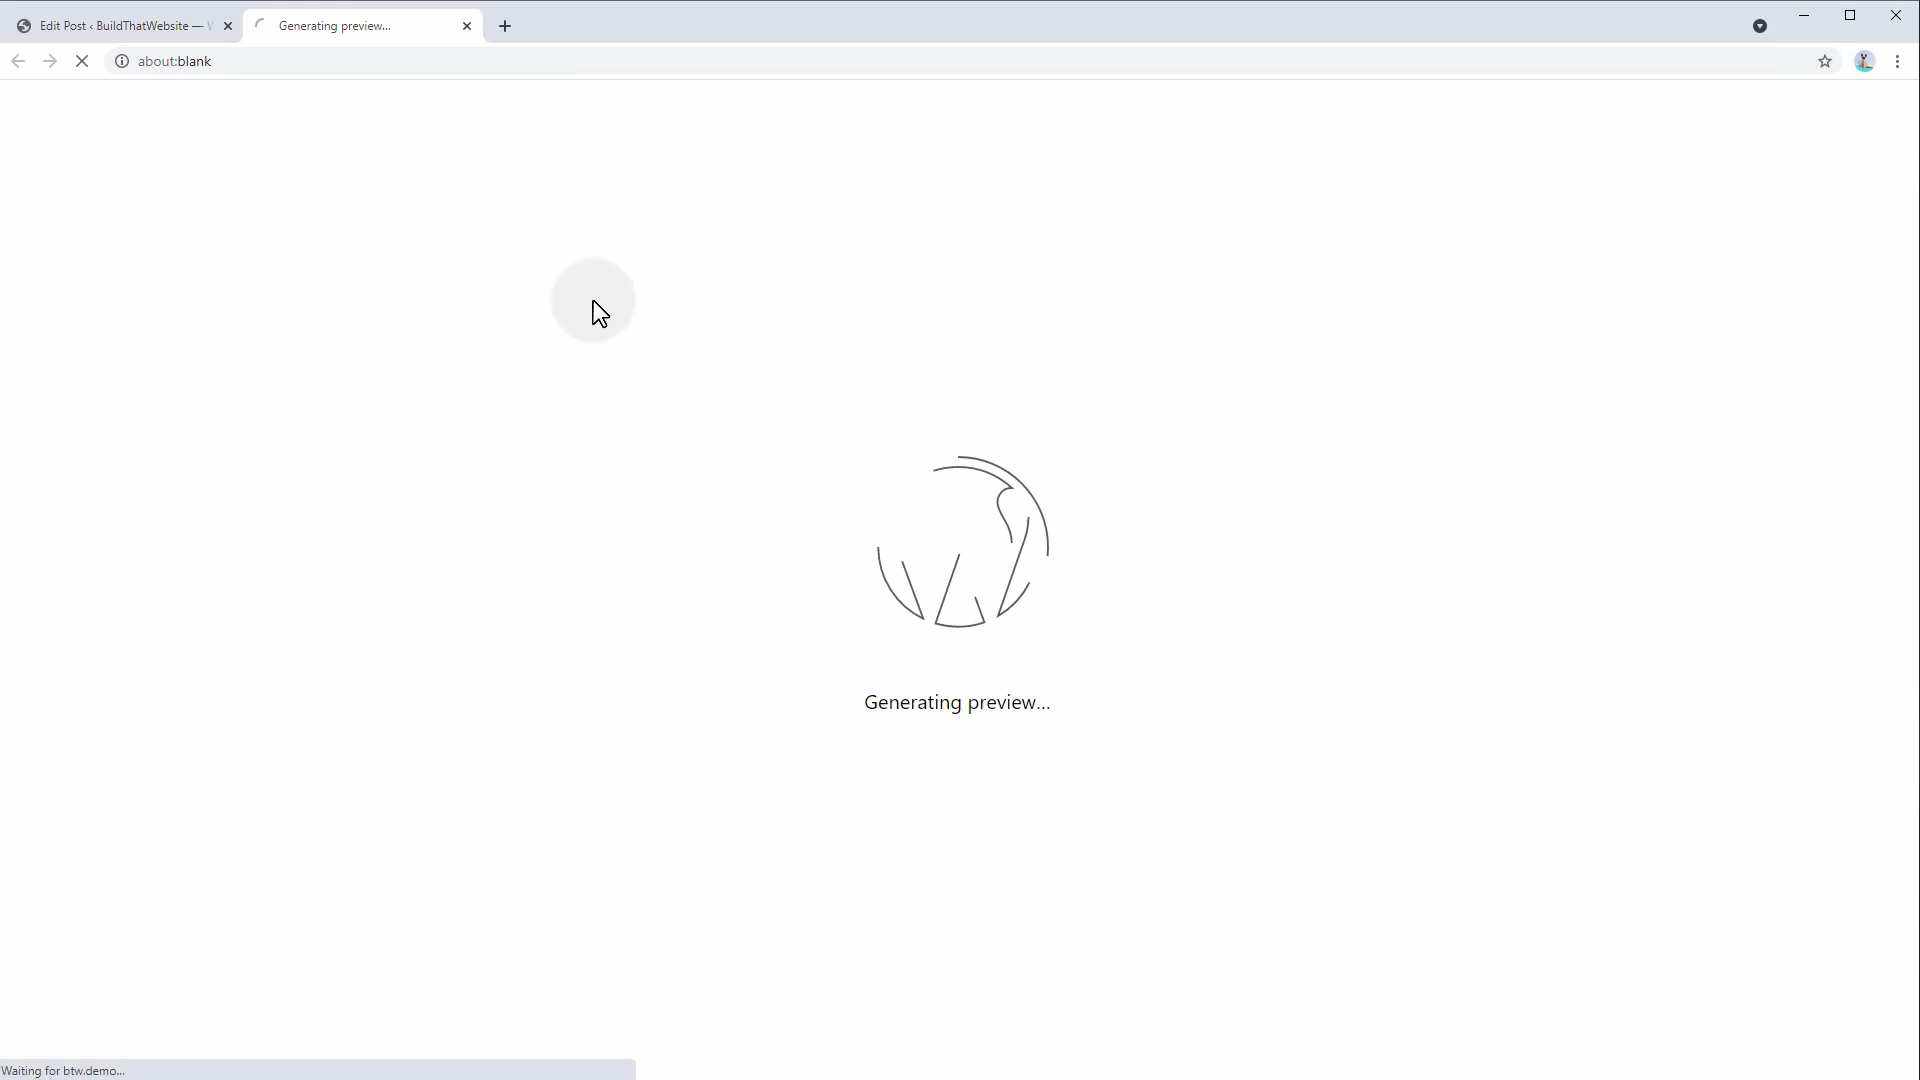 Edit Post ‹ BuildThatWebsite —
Generating preview...
about:blank
Generating preview...
Waiting for btw.demo...